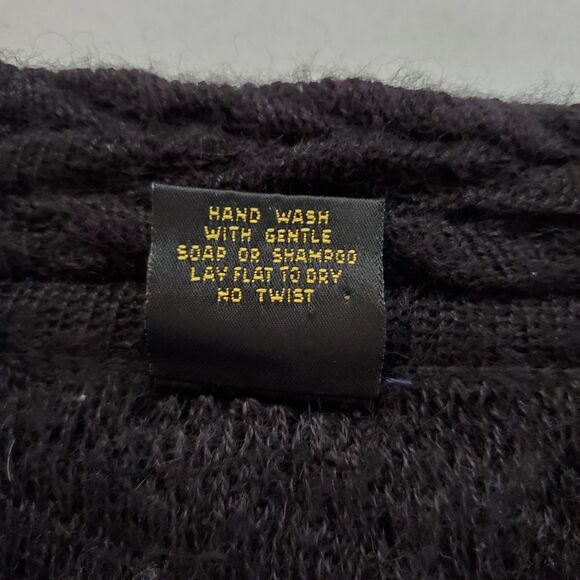 HAND WASH
WITH GENTLE
SOAP OR SHAMPOO
LAY FLAT TO DRY
NO TWIST